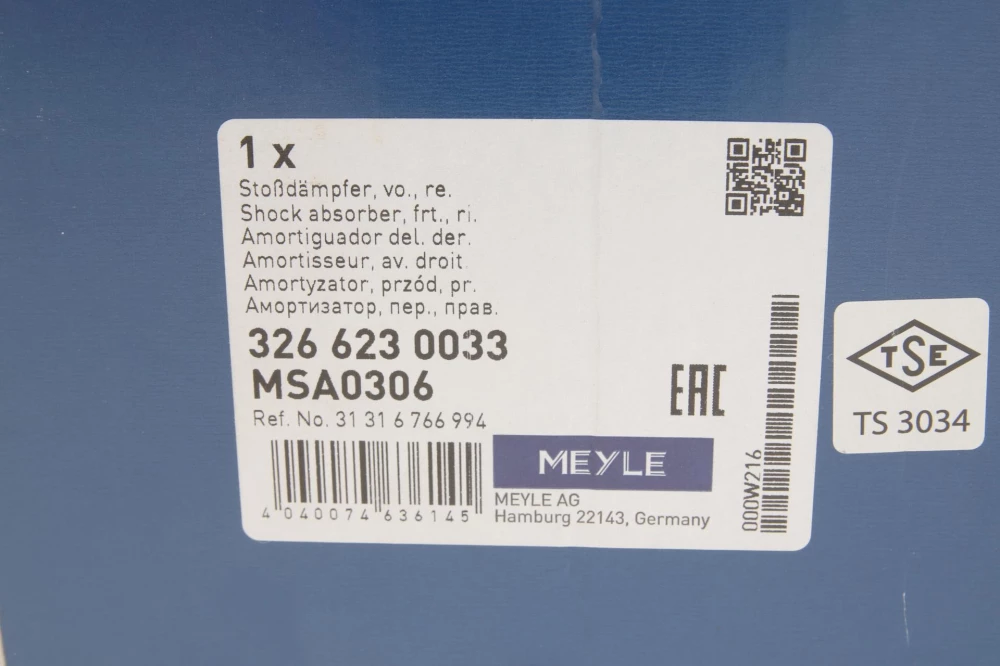 1 x
Stoßdämpfer, vo., re.
Shock absorber, frt., ri.
Amortiguador del. der.
Amortisseur, av. droit.
Amortyzator, przód, pr.
Амортизатор, пер., прав.
326 623 0033
MSA0306
Ref. No. 31 31 6 766 994
4 040074 636145
MEYLE
MEYLE AG
Hamburg 22143, Germany
EAC
000W216
TSE
TS 3034